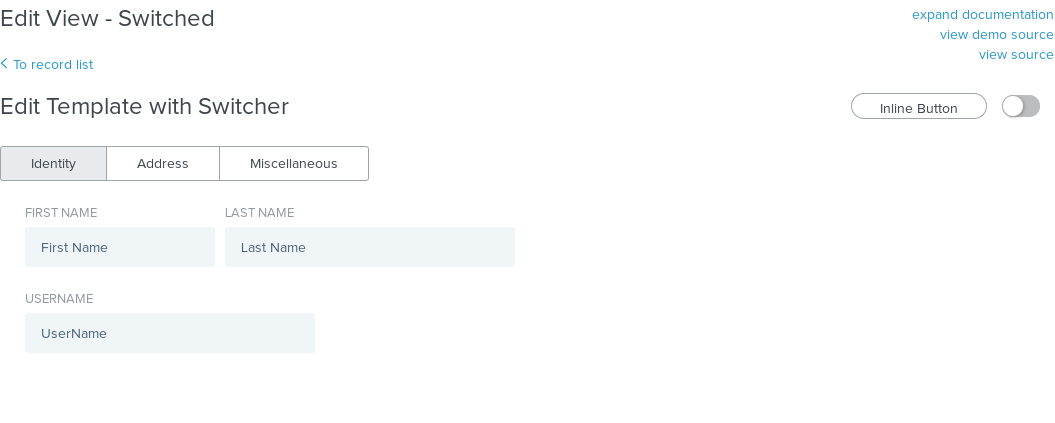 Edit View - Switched
expand documentation
view demo source
view source
To record list
Edit Template with Switcher
Inline Button
Identity Address Miscellaneous
FIRST NAME LAST NAME
First Name Last Name
USERNAME
UserName